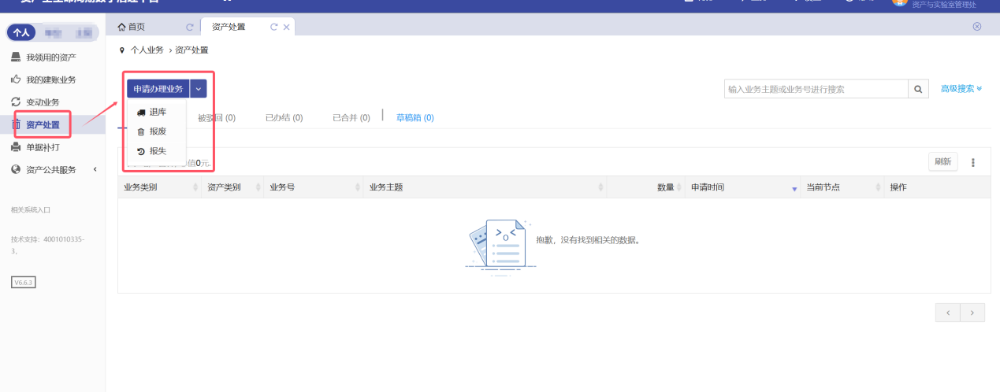 资产与实验室管理处
个人
首页
资产处置
我领用的资产
我的建账业务
变动业务
资产处置
单据补打
资产公共服务
相关系统入口
技术支持：4001010335-
3。
V6.6.3
个人业务 › 资产处置
申请办理业务
退库
报废
报失
输入业务主题或业务号进行搜索
高级搜索
被驳回 (0)
已办结 (0)
已合并 (0)
草稿箱 (0)
值0元
刷新
业务类别
资产类别
业务号
业务主题
数量
申请时间
当前节点
操作
抱歉，没有找到相关的数据。